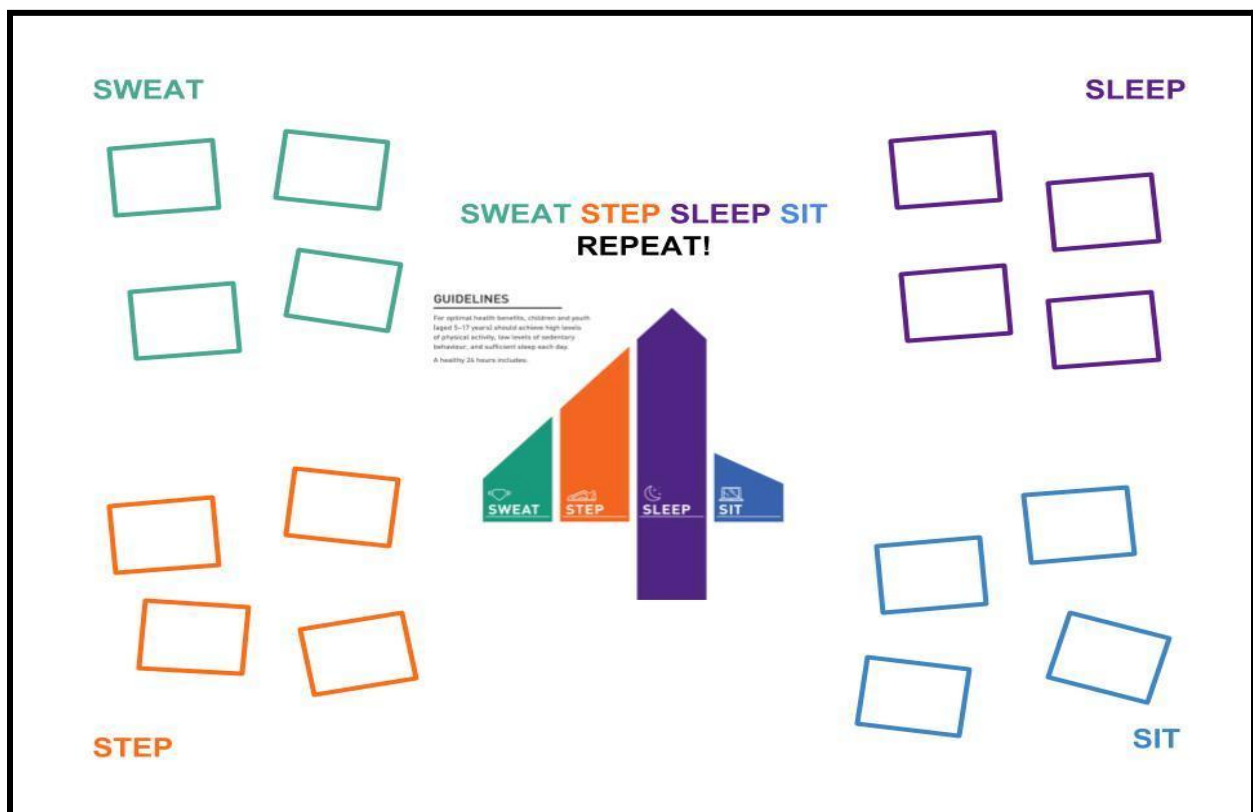 SWEAT
SLEEP
SWEAT STEP SLEEP SIT
REPEAT!
GUIDELINES
For optimal health benefits, children and youth
(aged 5–17 years) should achieve high levels
of physical activity, low levels of sedentary
behaviour, and sufficient sleep each day.
A healthy 24 hours includes:
SWEAT
STEP
SLEEP
SIT
STEP
SIT